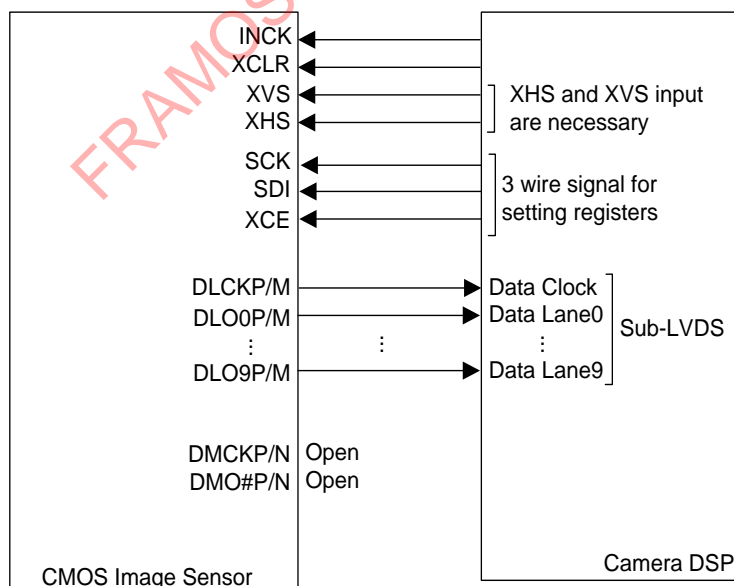 FRAMOS
INCK
XCLR
XVS
XHS
XHS and XVS input
are necessary
SCK
SDI
XCE
3 wire signal for
setting registers
DLCKP/M
Data Clock
DLO0P/M
Data Lane0
⋮
⋮
⋮
Sub-LVDS
DLO9P/M
Data Lane9
DMCKP/N Open
DMO#P/N Open
CMOS Image Sensor
Camera DSP